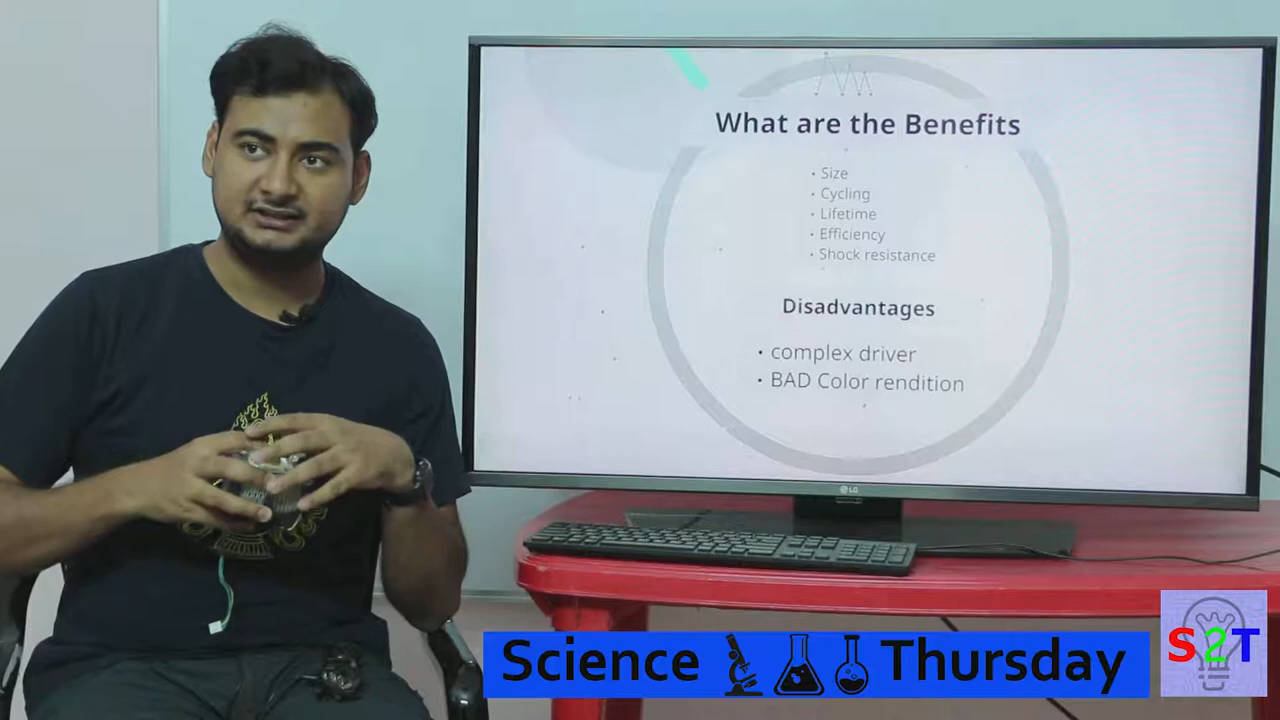 What are the Benefits
• Size
• Cycling
• Lifetime
• Efficiency
• Shock resistance
Disadvantages
• complex driver
• BAD Color rendition
LG
Science Thursday
S2T